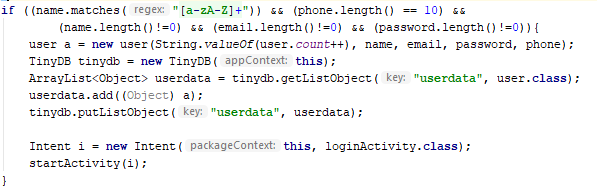 if ((name.matches( regex: "[a-zA-Z]+")) && (phone.length() == 10) &&
(name.length()!=0) && (email.length()!=0) && (password.length()!=0)){
user a = new user(String.valueOf(user.count++), name, email, password, phone);
TinyDB tinydb = new TinyDB( appContext: this);
ArrayList<Object> userdata = tinydb.getListObject( key: "userdata", user.class);
userdata.add((Object) a);
tinydb.putListObject( key: "userdata", userdata);
Intent i = new Intent( packageContext: this, loginActivity.class);
startActivity(i);
}